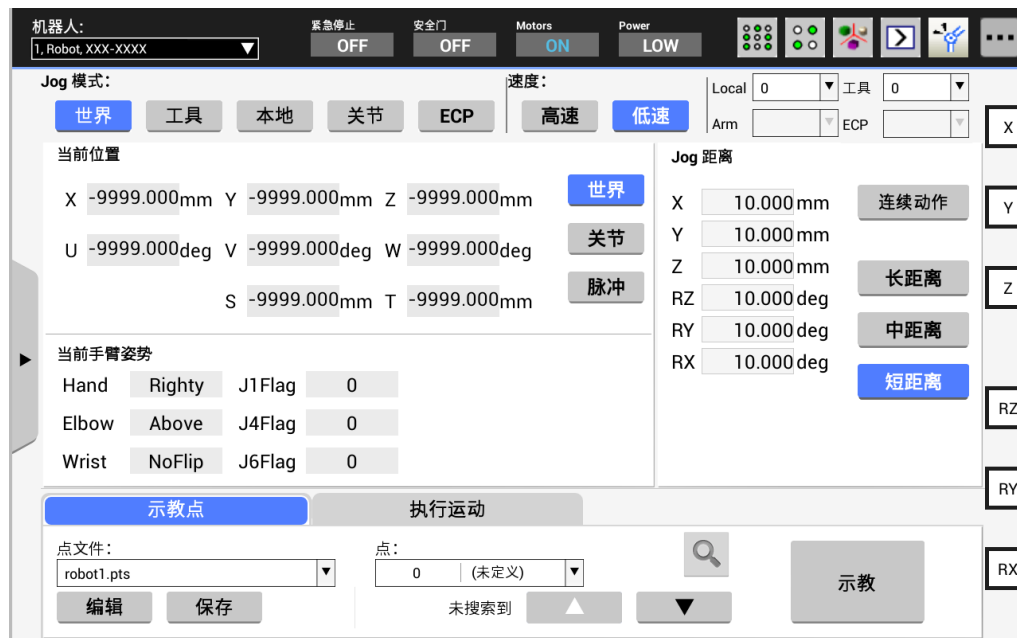 机器人: 紧急停止 安全门 Motors Power
1, Robot, XXX-XXXX OFF OFF ON LOW
Jog 模式: 速度:
世界 工具 本地 关节 ECP 高速 低速
Local 0 工具 0
Arm ECP
当前位置
X -9999.000mm Y -9999.000mm Z -9999.000mm 世界
U -9999.000deg V -9999.000deg W -9999.000deg 关节
S -9999.000mm T -9999.000mm 脉冲
Jog 距离
X 10.000 mm 连续动作
Y 10.000 mm
Z 10.000 mm 长距离
RZ 10.000 deg
RY 10.000 deg 中距离
RX 10.000 deg
短距离
X
Y
Z
RZ
RY
RX
当前手臂姿势
Hand Righty J1Flag 0
Elbow Above J4Flag 0
Wrist NoFlip J6Flag 0
示教点 执行运动
点文件: 点:
robot1.pts 0 (未定义)
编辑 保存 未搜索到
示教